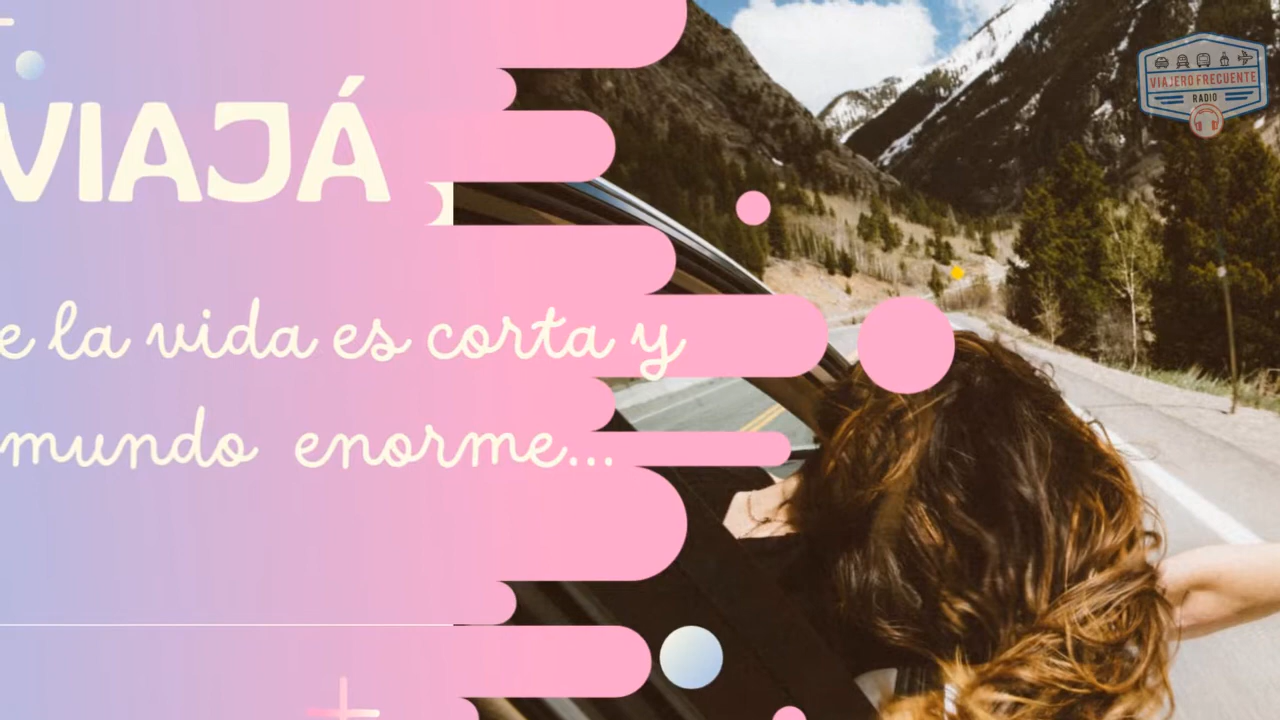 VIAJÁ
e la vida es corta y
mundo enorme...
VIAJERO FRECUENTE
RADIO